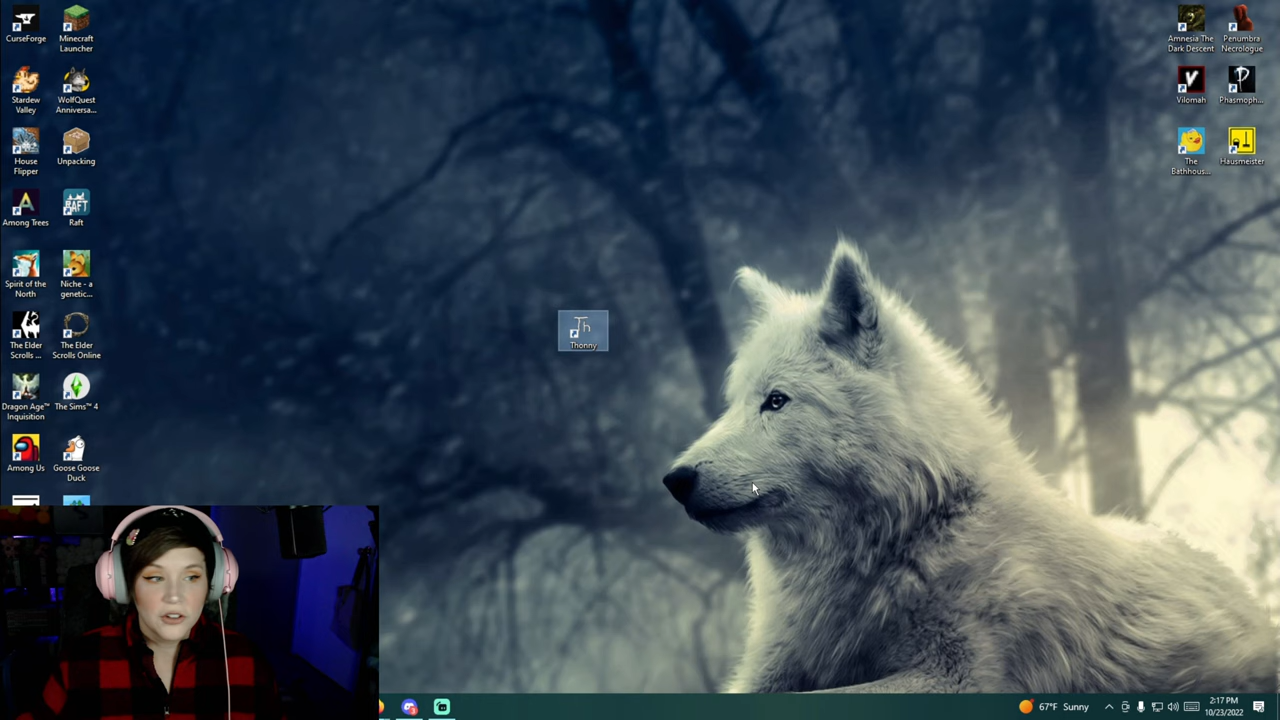 CurseForge
Minecraft
Launcher
Stardew
Valley
WolfQuest
Anniversa...
House
Flipper
Unpacking
Among Trees
RAFT
Raft
Spirit of the
North
Niche - a
genetic...
The Elder
Scrolls ...
The Elder
Scrolls Online
Dragon Age™
Inquisition
The Sims™ 4
Among Us
Goose Goose
Duck
Th
Thonny
Amnesia The
Dark Descent
Penumbra
Necrologue
V
Vilomah
P
Phasmoph...
The
Bathhous...
Hausmeister
67°F Sunny
2:17 PM
10/23/2022